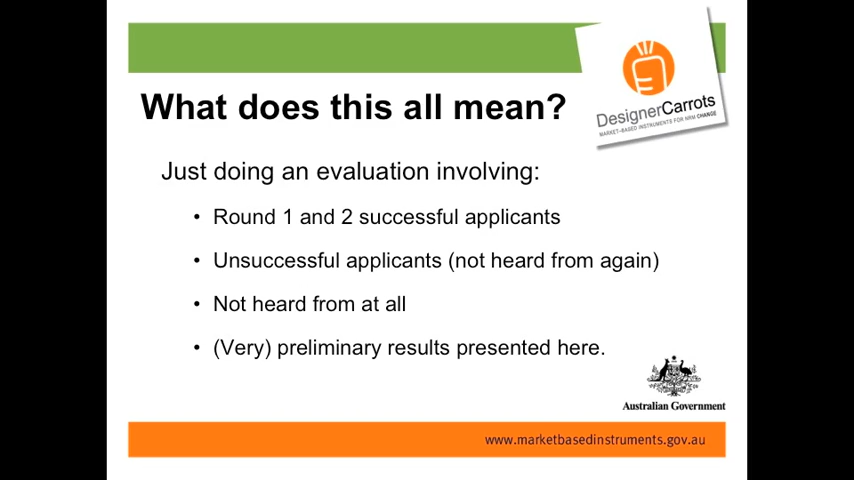 What does this all mean?
DesignerCarrots
MARKET-BASED INSTRUMENTS FOR NRM CHANGE
Just doing an evaluation involving:
• Round 1 and 2 successful applicants
• Unsuccessful applicants (not heard from again)
• Not heard from at all
• (Very) preliminary results presented here.
Australian Government
www.marketbasedinstruments.gov.au